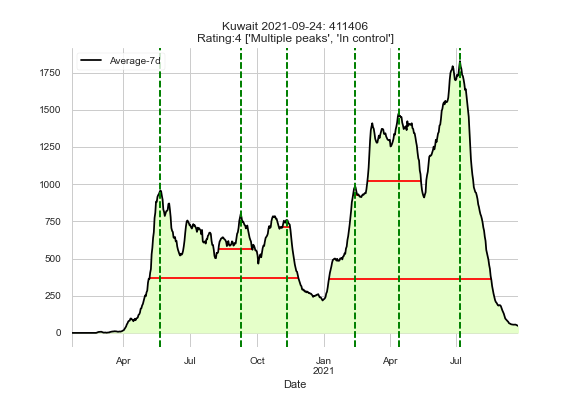 Kuwait 2021-09-24: 411406
Rating:4 ['Multiple peaks', 'In control']
Average-7d
1750
1500
1250
1000
750
500
250
0
Apr Jul Oct Jan Apr Jul
2021
Date